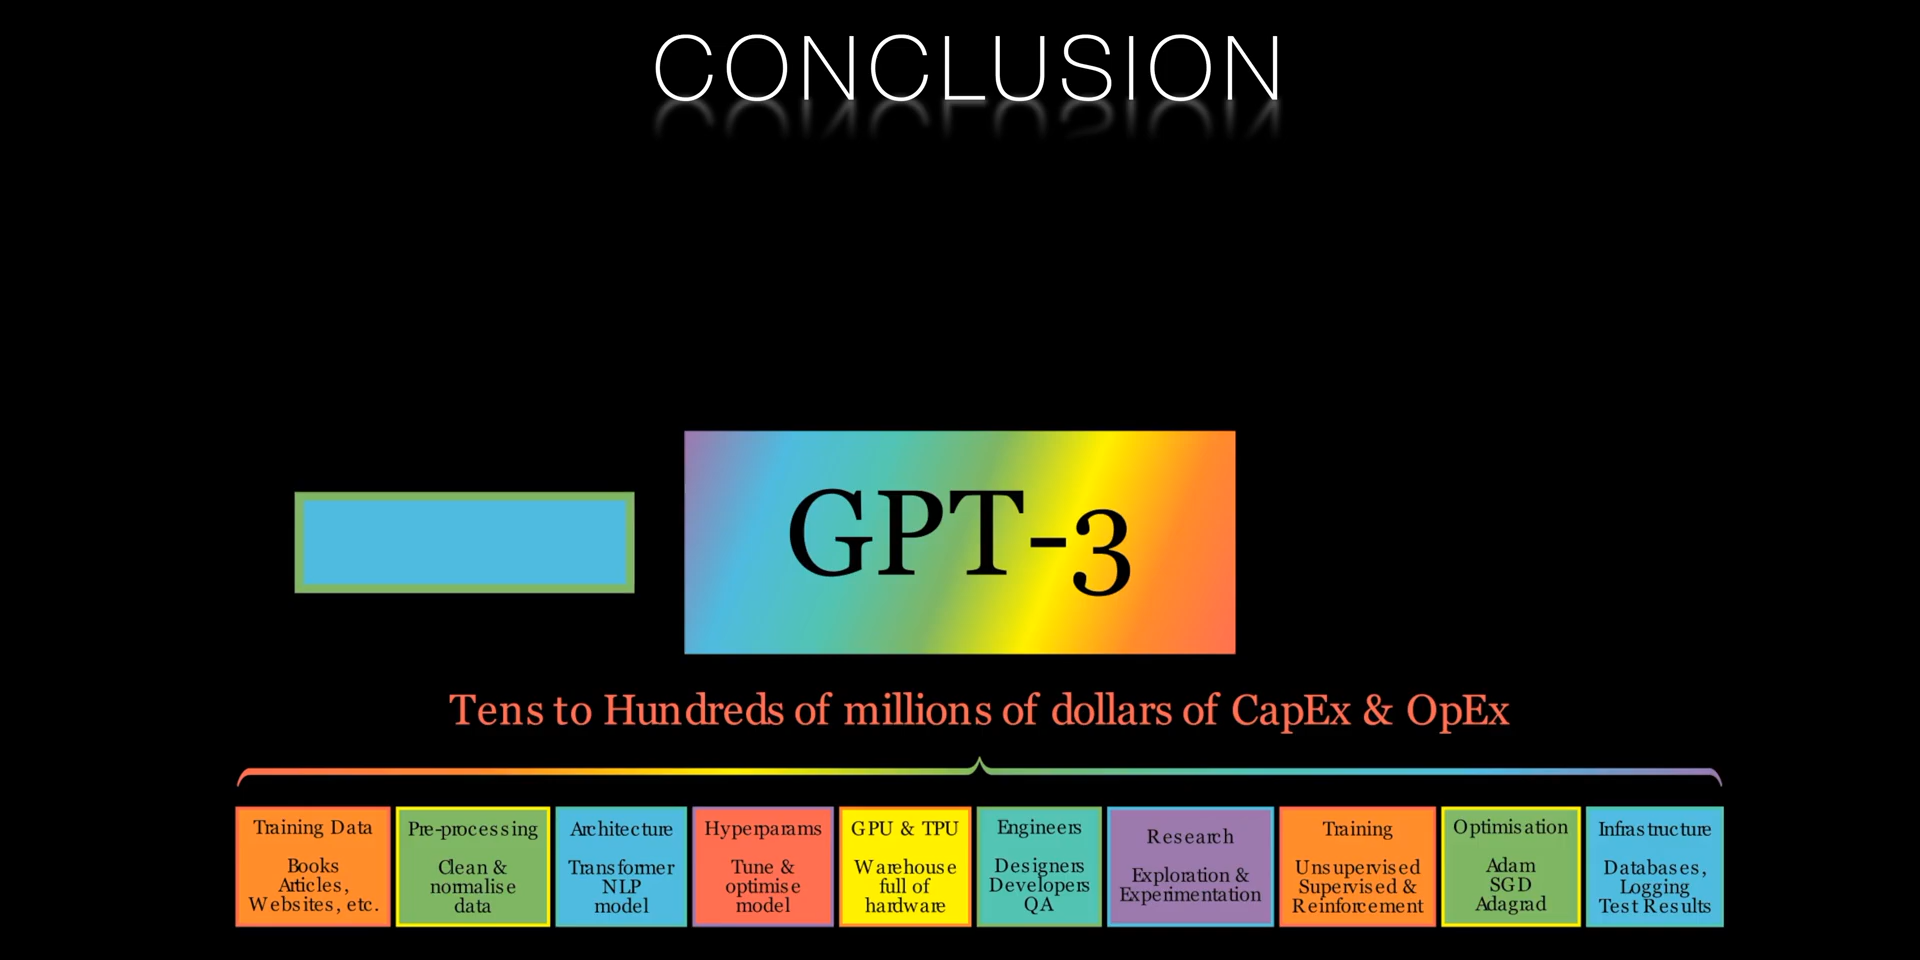 CONCLUSION
GPT-3
Tens to Hundreds of millions of dollars of CapEx & OpEx
Training Data
Books
Articles,
Websites, etc.
Pre-processing
Clean &
normalise
data
Architecture
Transformer
NLP
model
Hyperparams
Tune &
optimise
model
GPU & TPU
Warehouse
full of
hardware
Engineers
Designers
Developers
QA
Research
Exploration &
Experimentation
Training
Unsupervised
Supervised &
Reinforcement
Optimisation
Adam
SGD
Adagrad
Infrastructure
Databases,
Logging
Test Results